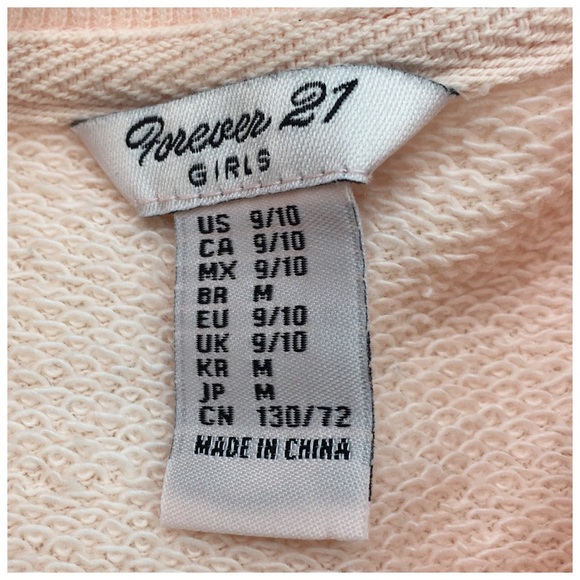 Forever 21
GIRLS
US 9/10
CA 9/10
MX 9/10
BR M
EU 9/10
UK 9/10
KR M
JP M
CN 130/72
MADE IN CHINA